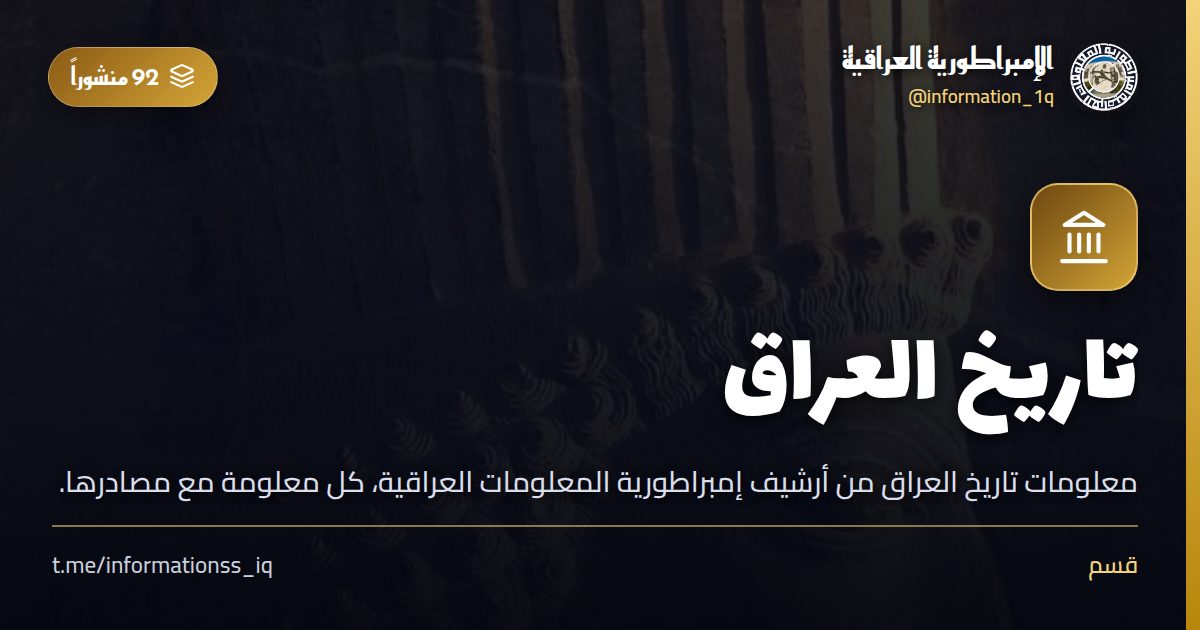 الإمبراطورية العراقية
@information_1q
92 منشوراً
تاريخ العراق
معلومات تاريخ العراق من أرشيف إمبراطورية المعلومات العراقية، كل معلومة مع مصادرها.
قسم
t.me/informationss_iq